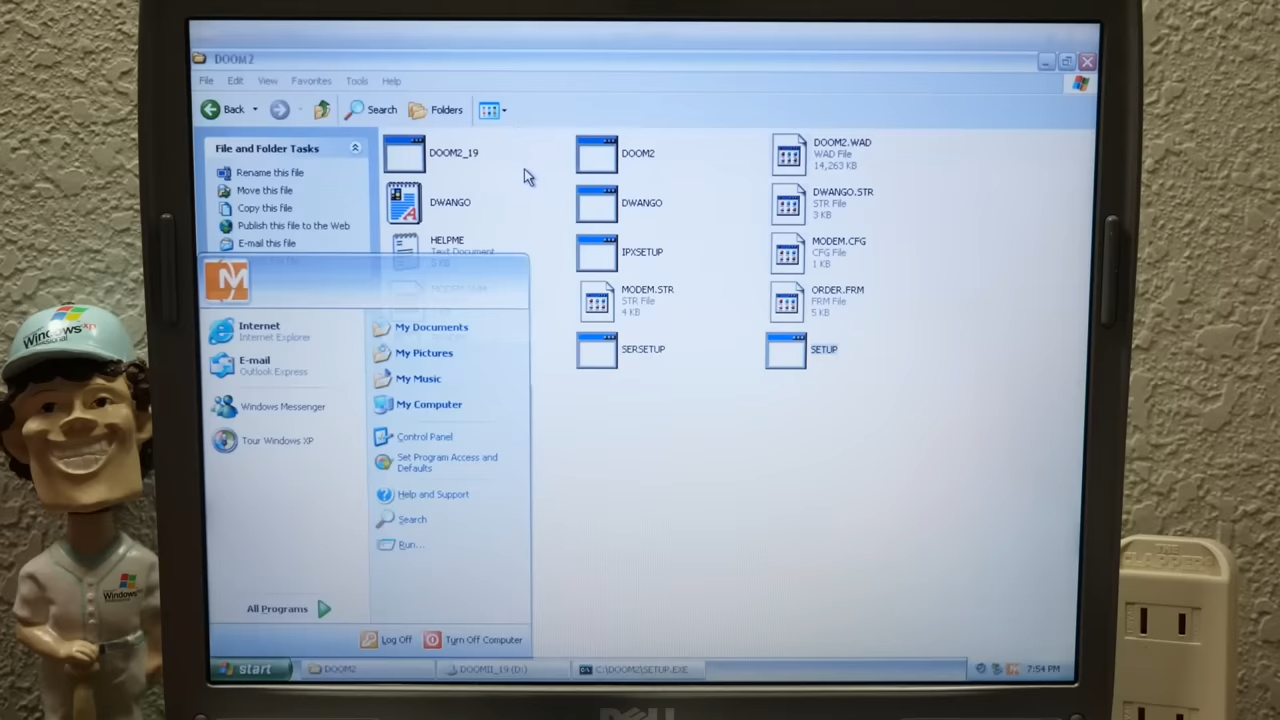 DOOM2
File Edit View Favorites Tools Help
Back Search Folders
File and Folder Tasks
Rename this file
Move this file
Copy this file
Publish this file to the Web
E-mail this file
DOOM2_19
DOOM2
DOOM2.WAD
WAD File
14,263 KB
DWANGO
DWANGO
DWANGO.STR
STR File
3 KB
HELPME
Text Document
IPXSETUP
MODEM.CFG
CFG File
1 KB
MODEM.STR
STR File
4 KB
ORDER.FRM
FRM File
5 KB
SERSETUP
SETUP
M
Internet
Internet Explorer
E-mail
Outlook Express
Windows Messenger
Tour Windows XP
All Programs
My Documents
My Pictures
My Music
My Computer
Control Panel
Set Program Access and
Defaults
Help and Support
Search
Run...
Log Off Turn Off Computer
start DOOM2 DOOMII_19 (D:) C:\DOOM2\SETUP.EXE 7:54 PM
Windows xp
Professional
Windows
THE
CLAPPER
DELL